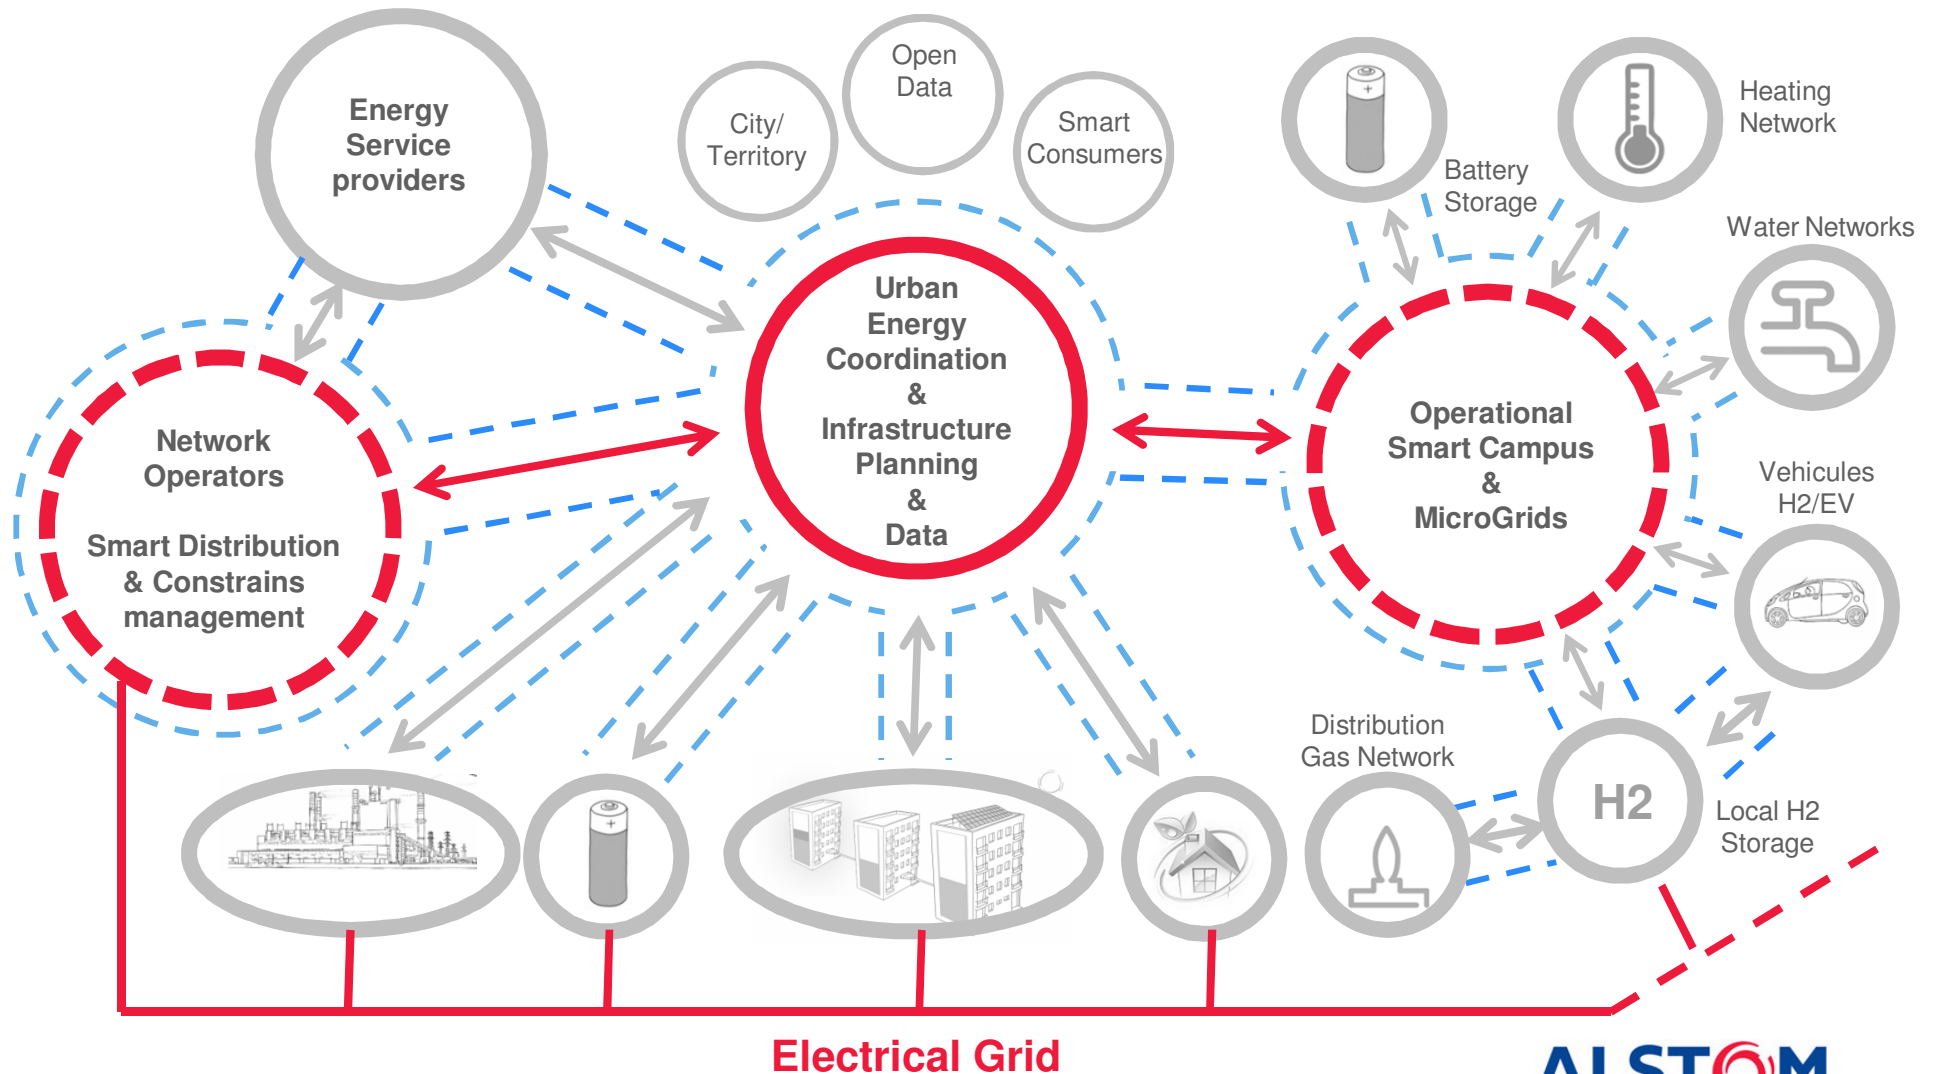 Energy
Service
providers
City/
Territory
Open
Data
Smart
Consumers
Battery
Storage
Heating
Network
Water Networks
Urban
Energy
Coordination
&
Infrastructure
Planning
&
Data
Network
Operators
Smart Distribution
& Constrains
management
Operational
Smart Campus
&
MicroGrids
Vehicules
H2/EV
Distribution
Gas Network
H2
Local H2
Storage
Electrical Grid
ALSTOM